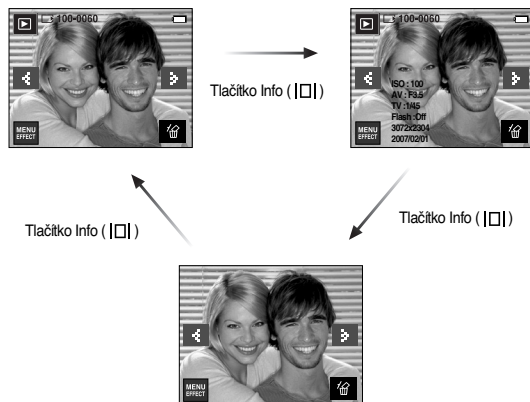 100-0060
MENU
EFFECT
Tlačítko Info ( )
100-0060
ISO : 100
AV : F3.5
TV : 1/45
Flash : Off
3072x2304
2007/02/01
MENU
EFFECT
Tlačítko Info ( )
Tlačítko Info ( )
MENU
EFFECT